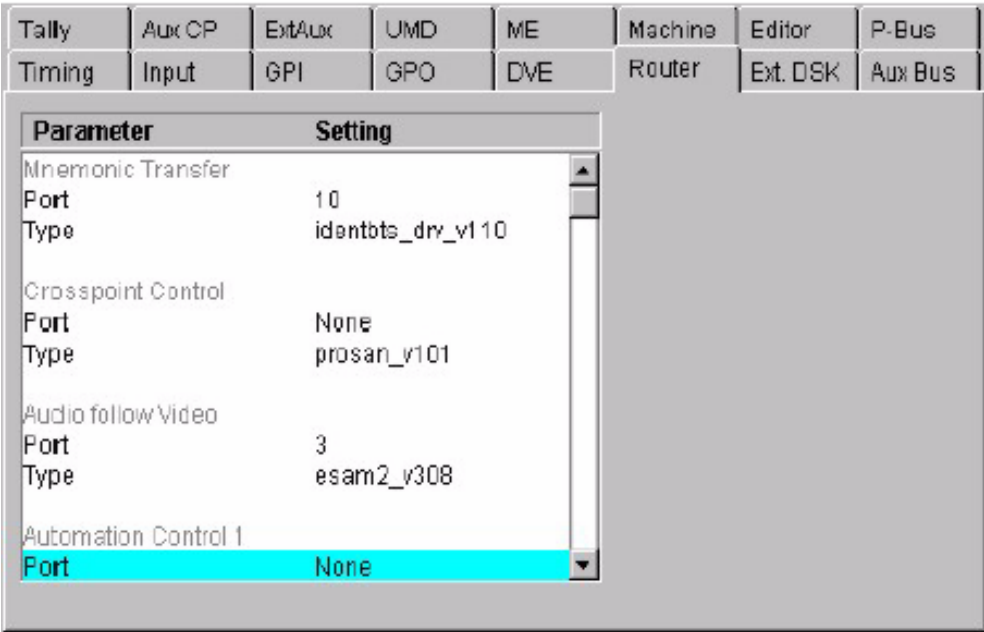 Tally Aux CP ExtAux UMD ME Machine Editor P-Bus
Timing Input GPI GPO DVE Router Ext. DSK Aux Bus
Parameter Setting
Mnemonic Transfer
Port 10
Type identbts_drv_v110
Crosspoint Control
Port None
Type prosan_v101
Audio follow Video
Port 3
Type esam2_v308
Automation Control 1
Port None